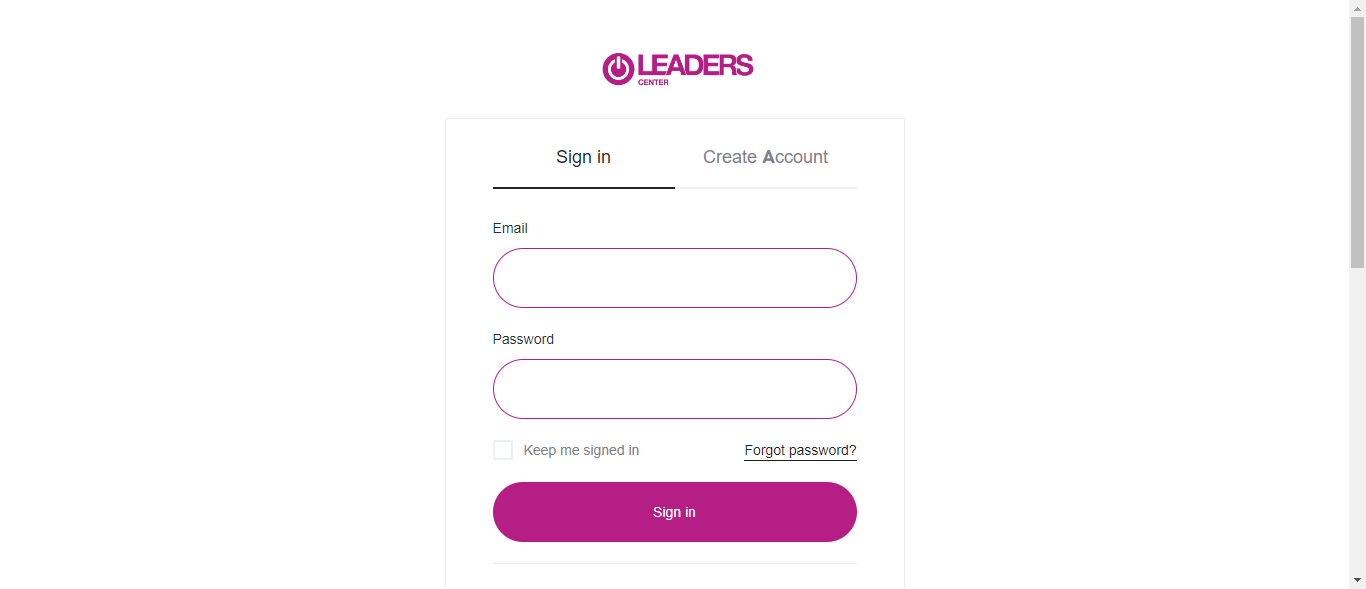 LEADERS
CENTER
Sign in
Create Account
Email
Password
Keep me signed in
Forgot password?
Sign in